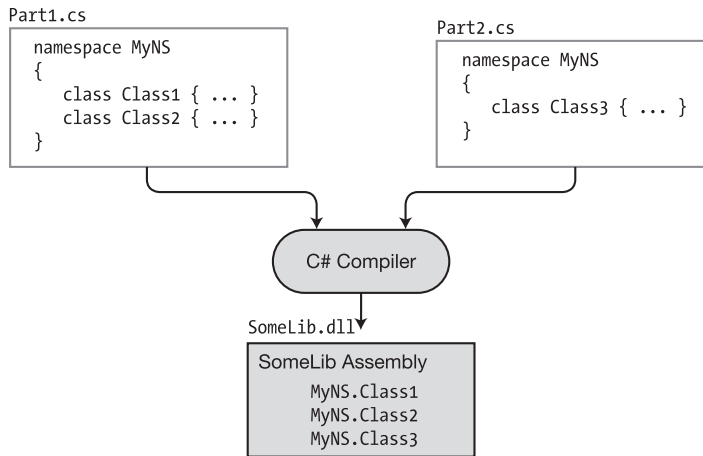 Part1.cs
namespace MyNS
{
class Class1 { ... }
class Class2 { ... }
}
Part2.cs
namespace MyNS
{
class Class3 { ... }
}
C# Compiler
SomeLib.dll
SomeLib Assembly
MyNS.Class1
MyNS.Class2
MyNS.Class3